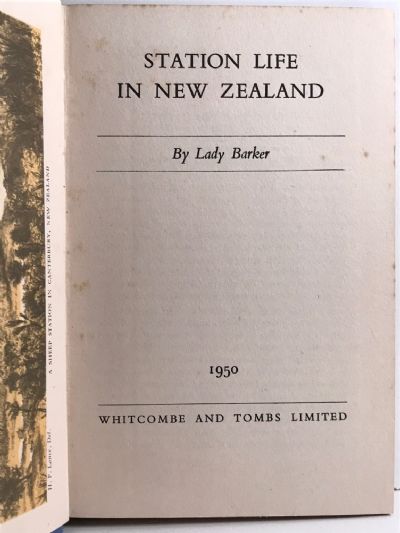 STATION LIFE
IN NEW ZEALAND
By Lady Barker
1950
WHITCOMBE AND TOMBS LIMITED
A SHEEP STATION IN CANTERBURY, NEW ZEALAND
Del.